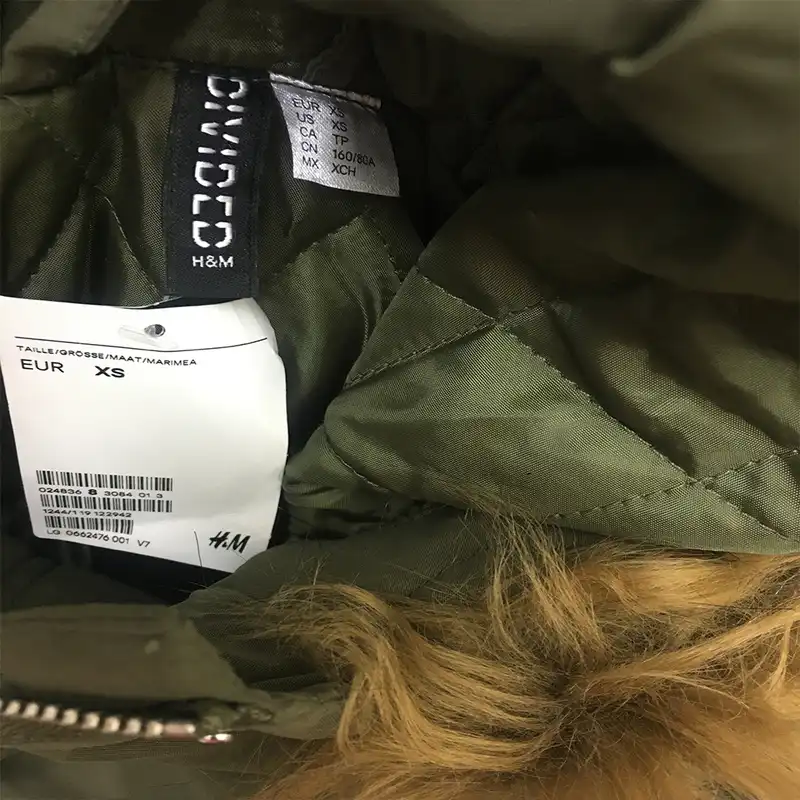 DIVIDED
H&M
EUR XS
US XS
CA TP
CN 160/80A
MX XCH
TAILLE/GRÖSSE/MAAT/MARIMEA
EUR XS
024836 8 3084 01 3
1244/119 122942
LG 0662476 001 V7
H&M